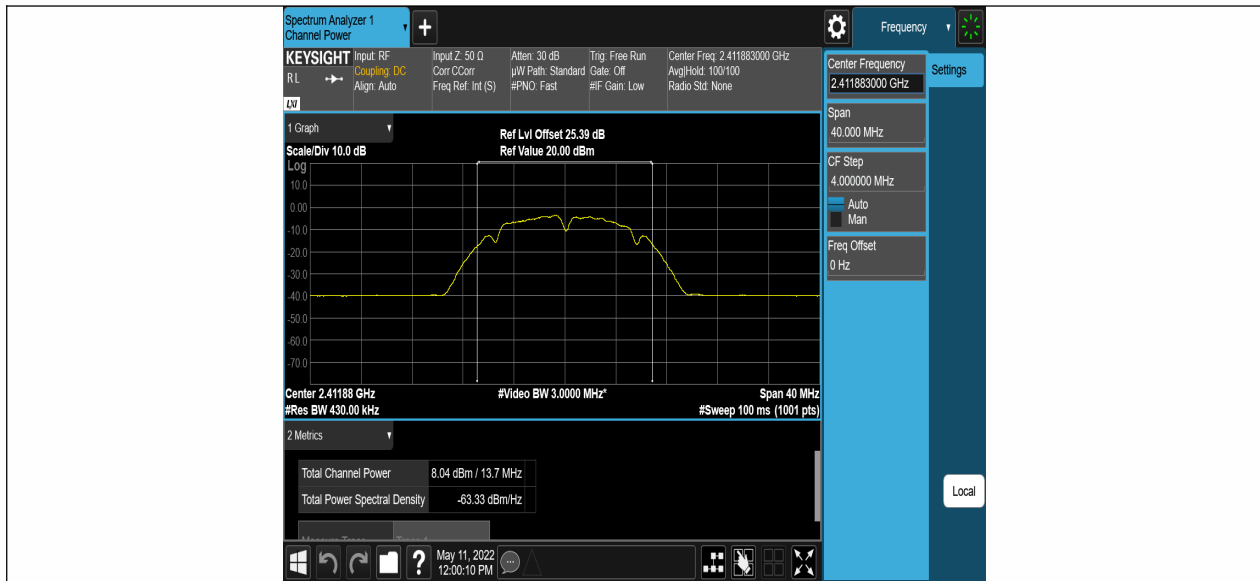 Spectrum Analyzer 1
Channel Power
Frequency
KEYSIGHT
RL
LXI
Input: RF
Coupling: DC
Align: Auto
Input Z: 50 Ω
Corr CCorr
Freq Ref: Int (S)
Atten: 30 dB
µW Path: Standard
#PNO: Fast
Trig: Free Run
Gate: Off
#IF Gain: Low
Center Freq: 2.411883000 GHz
Avg|Hold: 100/100
Radio Std: None
Center Frequency
2.411883000 GHz
Settings
Span
40.000 MHz
CF Step
4.000000 MHz
Auto
Man
Freq Offset
0 Hz
Local
1 Graph
Scale/Div 10.0 dB
Ref Lvl Offset 25.39 dB
Ref Value 20.00 dBm
Log
10.0
0.00
-10.0
-20.0
-30.0
-40.0
-50.0
-60.0
-70.0
Center 2.41188 GHz
#Res BW 430.00 kHz
#Video BW 3.0000 MHz*
Span 40 MHz
#Sweep 100 ms (1001 pts)
2 Metrics
Total Channel Power 8.04 dBm / 13.7 MHz
Total Power Spectral Density -63.33 dBm/Hz
May 11, 2022
12:00:10 PM